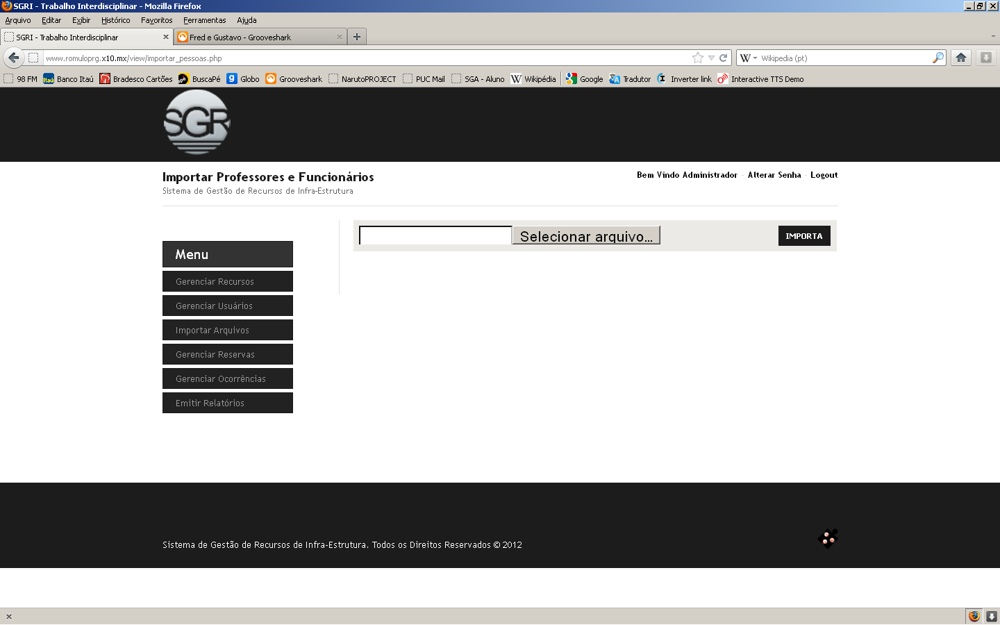 SGRI - Trabalho Interdisciplinar - Mozilla Firefox
Arquivo Editar Exibir Histórico Favoritos Ferramentas Ajuda
SGRI - Trabalho Interdisciplinar Fred e Gustavo - Grooveshark
www.romuloprg.x10.mx/view/importar_pessoas.php W Wikipedia (pt)
98 FM Itaú Banco Itaú Bradesco Cartões BuscaPé Globo Grooveshark NarutoPROJECT PUC Mail SGA - Aluno W Wikipédia Google Tradutor Inverter link Interactive TTS Demo
SGR
Importar Professores e Funcionários
Sistema de Gestão de Recursos de Infra-Estrutura
Bem Vindo Administrador - Alterar Senha - Logout
Selecionar arquivo... IMPORTA
Menu
Gerenciar Recursos
Gerenciar Usuários
Importar Arquivos
Gerenciar Reservas
Gerenciar Ocorrências
Emitir Relatórios
Sistema de Gestão de Recursos de Infra-Estrutura. Todos os Direitos Reservados © 2012